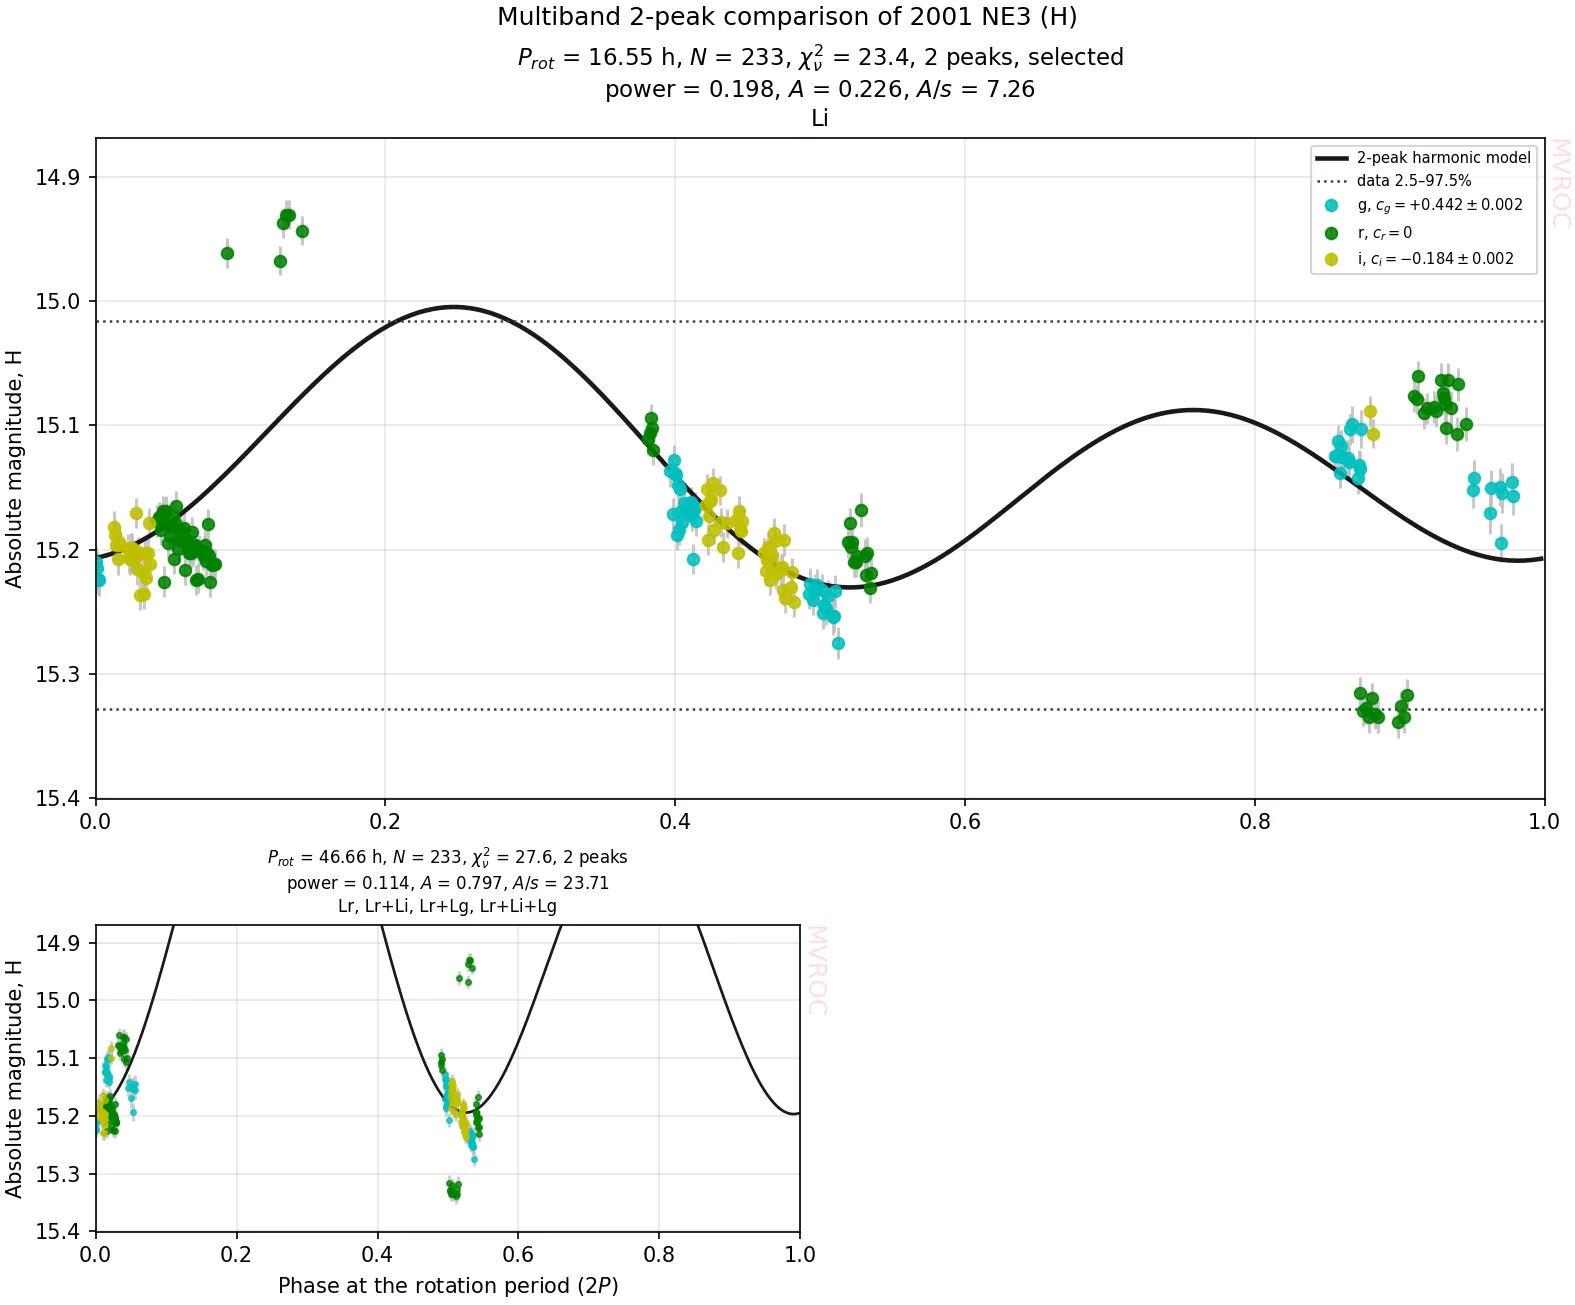 Multiband 2-peak comparison of 2001 NE3 (H)
P_rot = 16.55 h, N = 233, χ²_ν = 23.4, 2 peaks, selected
power = 0.198, A = 0.226, A/s = 7.26
Li
14.9
15.0
15.1
15.2
15.3
15.4
Absolute magnitude, H
2-peak harmonic model
data 2.5–97.5%
g, c_g = +0.442 ± 0.002
r, c_r = 0
i, c_i = −0.184 ± 0.002
MVROC
0.0 0.2 0.4 0.6 0.8 1.0
P_rot = 46.66 h, N = 233, χ²_ν = 27.6, 2 peaks
power = 0.114, A = 0.797, A/s = 23.71
Lr, Lr+Li, Lr+Lg, Lr+Li+Lg
14.9
15.0
15.1
15.2
15.3
15.4
Absolute magnitude, H
MVROC
0.0 0.2 0.4 0.6 0.8 1.0
Phase at the rotation period (2P)